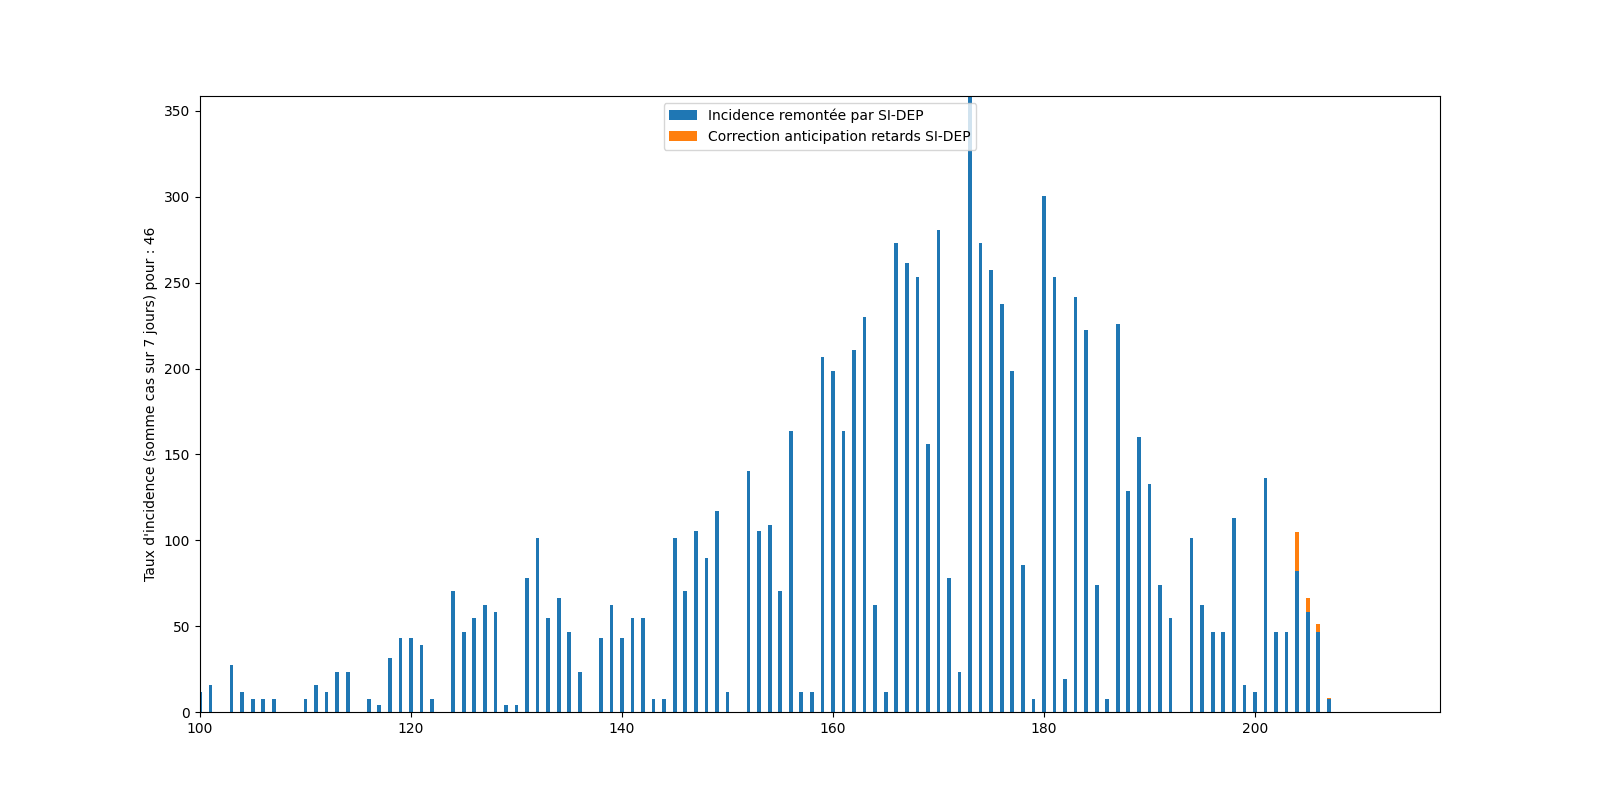 Incidence remontée par SI-DEP
Correction anticipation retards SI-DEP
Taux d'incidence (somme cas sur 7 jours) pour : 46
350
300
250
200
150
100
50
0
100 120 140 160 180 200